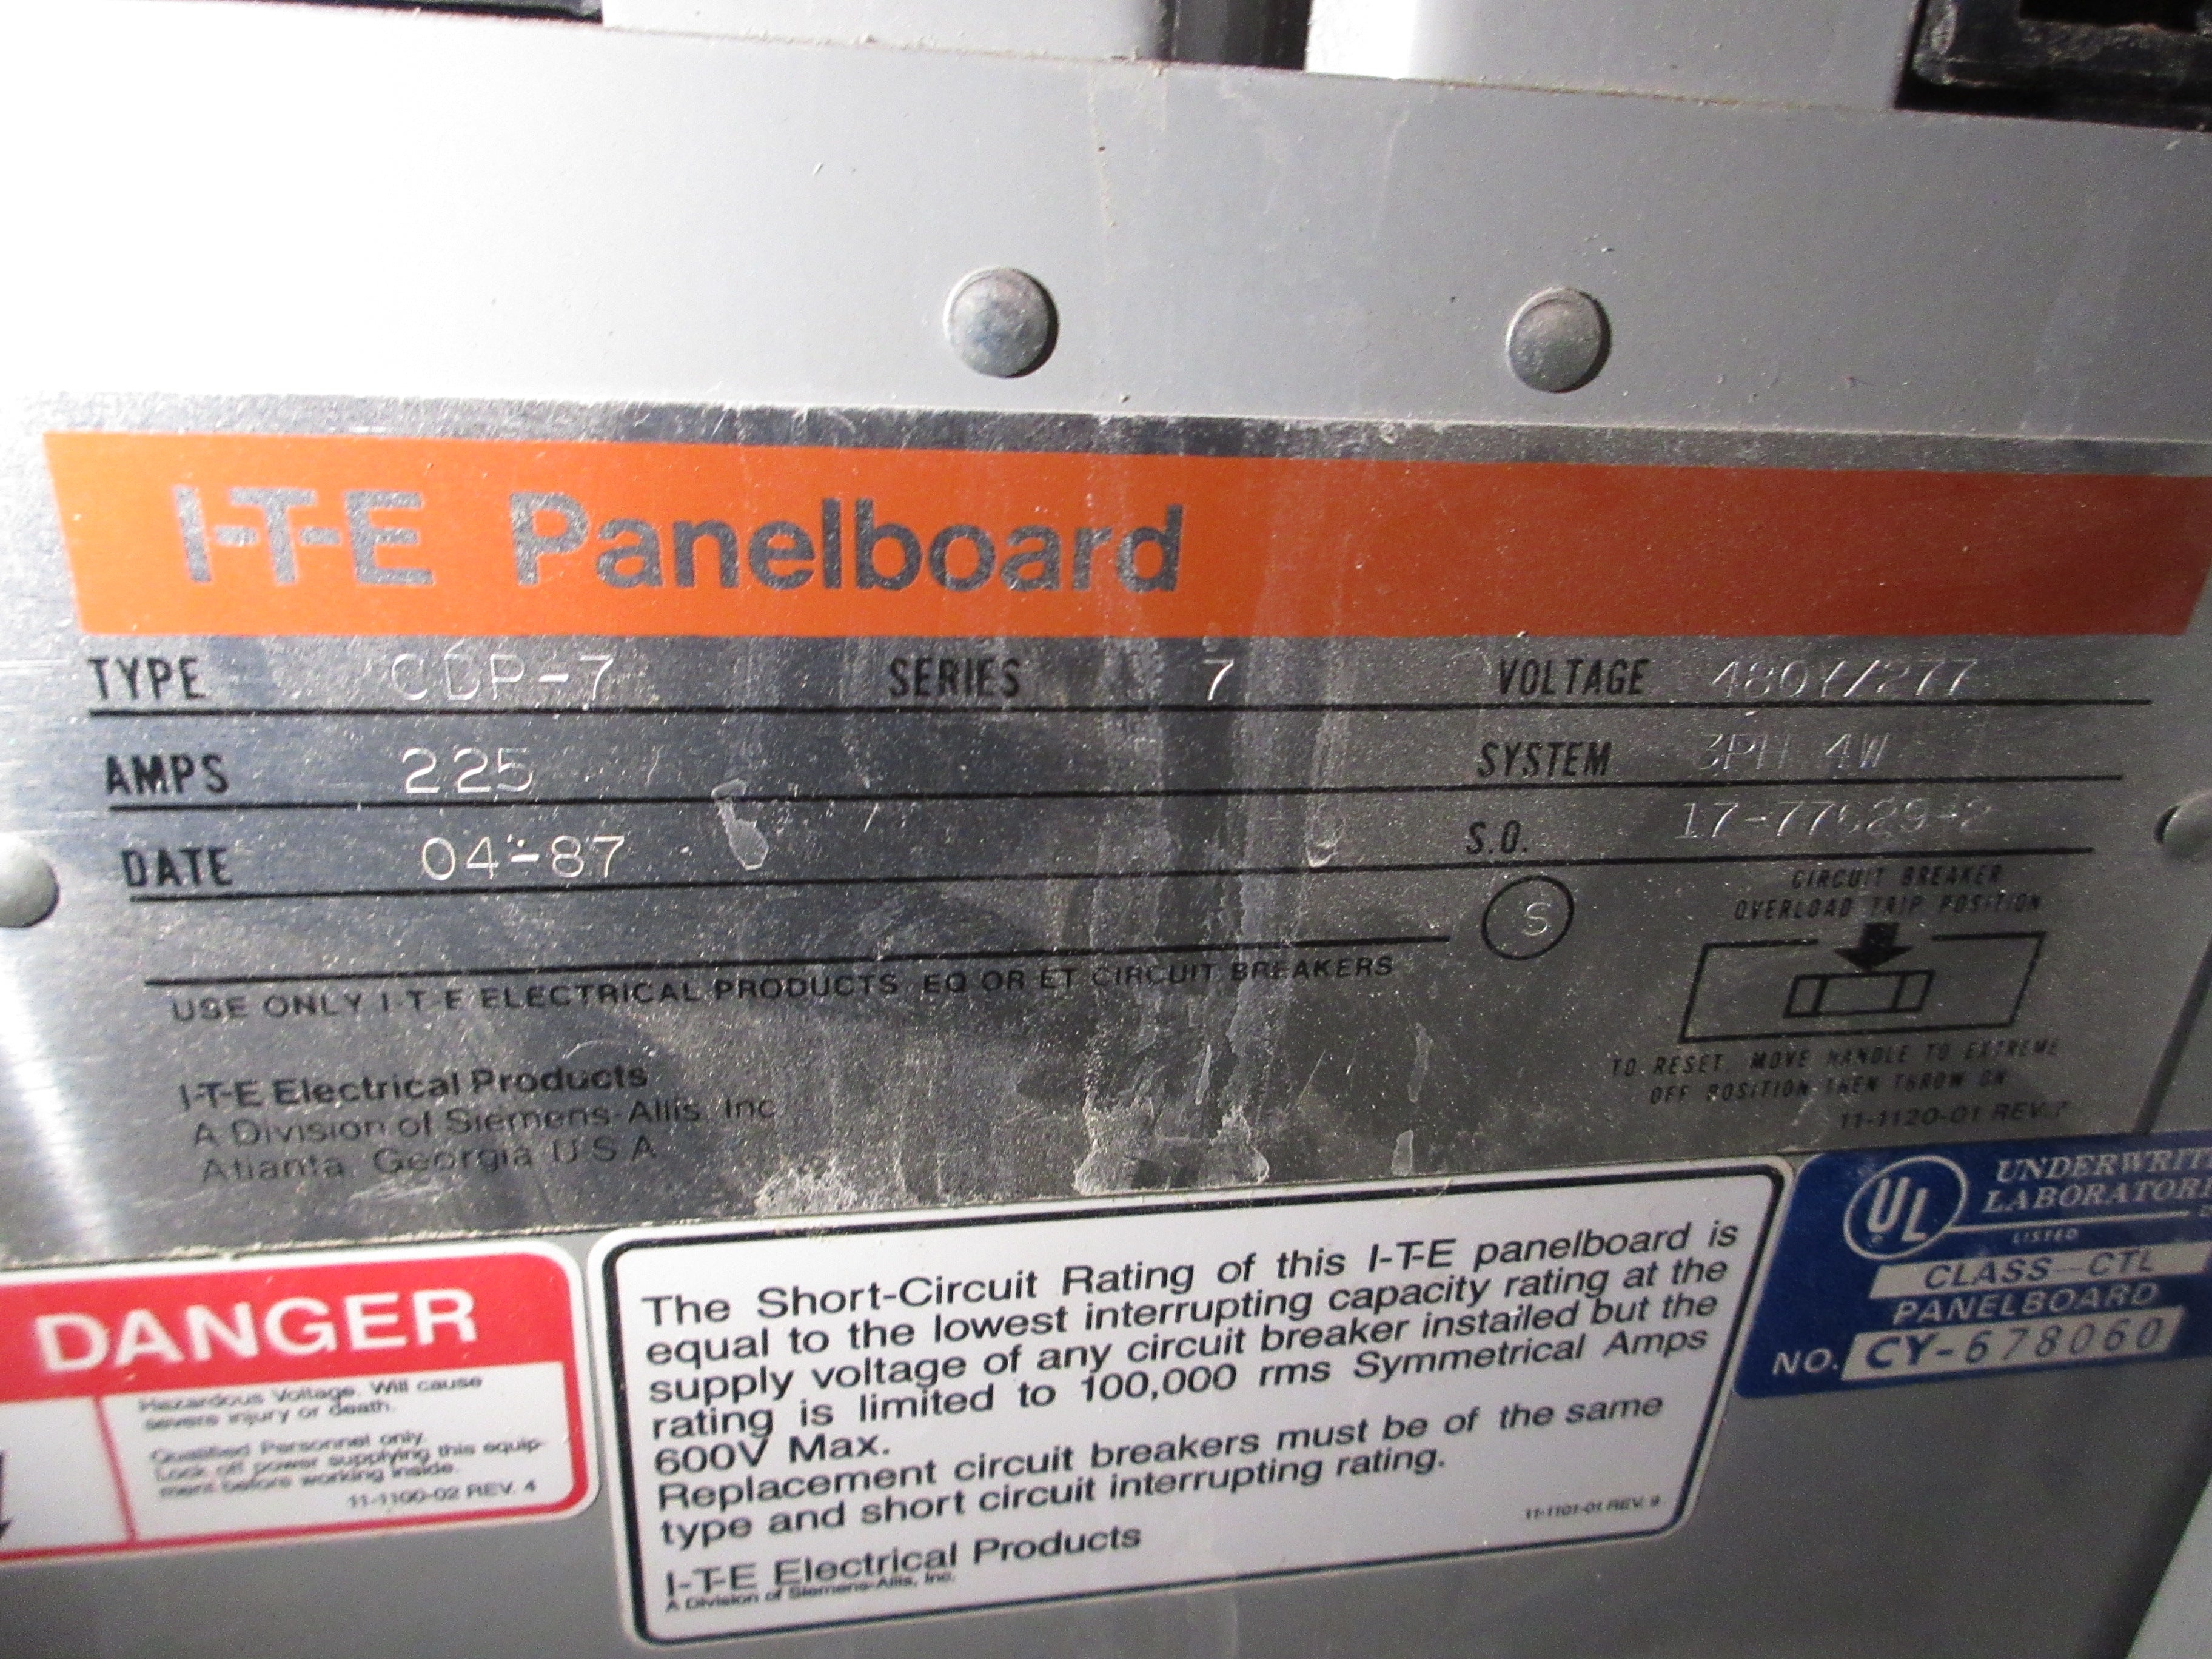 I-T-E Panelboard
TYPE CDP-7 SERIES 7 VOLTAGE 480Y/277
AMPS 225 SYSTEM 3PH 4W
DATE 04-87 S.O.
S
CIRCUIT BREAKER
OVERLOAD TRIP POSITION
USE ONLY I-T-E ELECTRICAL PRODUCTS EQ OR ET CIRCUIT BREAKERS
TO RESET MOVE HANDLE TO EXTREME
OFF POSITION THEN THROW ON
11-1120-01 REV.7
I-T-E Electrical Products
A Division of Siemens-Allis, Inc
Atlanta, Georgia U S A
DANGER
Hazardous Voltage. Will cause
severe injury or death.
Qualified Personnel only.
Lock off power supplying this equip-
ment before working inside.
11-1100-02 REV. 4
The Short-Circuit Rating of this I-T-E panelboard is
equal to the lowest interrupting capacity rating at the
supply voltage of any circuit breaker installed but the
rating is limited to 100,000 rms Symmetrical Amps
600V Max.
Replacement circuit breakers must be of the same
type and short circuit interrupting rating.
11-1101-01 REV. 9
I-T-E Electrical Products
A Division of Siemens-Allis, Inc.
UL
UNDERWRIT
LABORATOR
LISTED
CLASS-CTL
PANELBOARD
NO. CY-678060